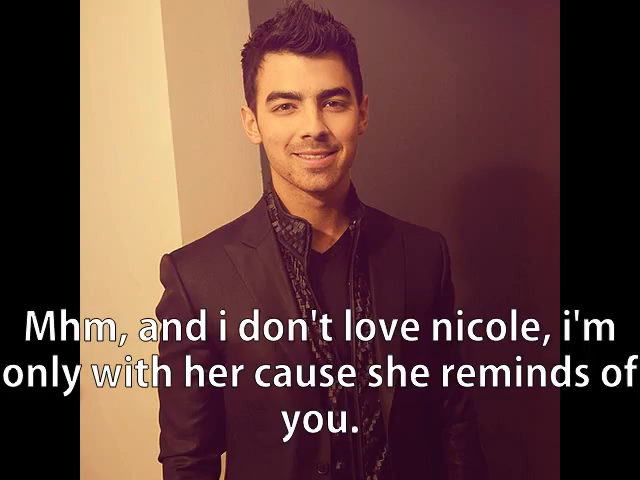 Mhm, and i don't love nicole, i'm
only with her cause she reminds of
you.